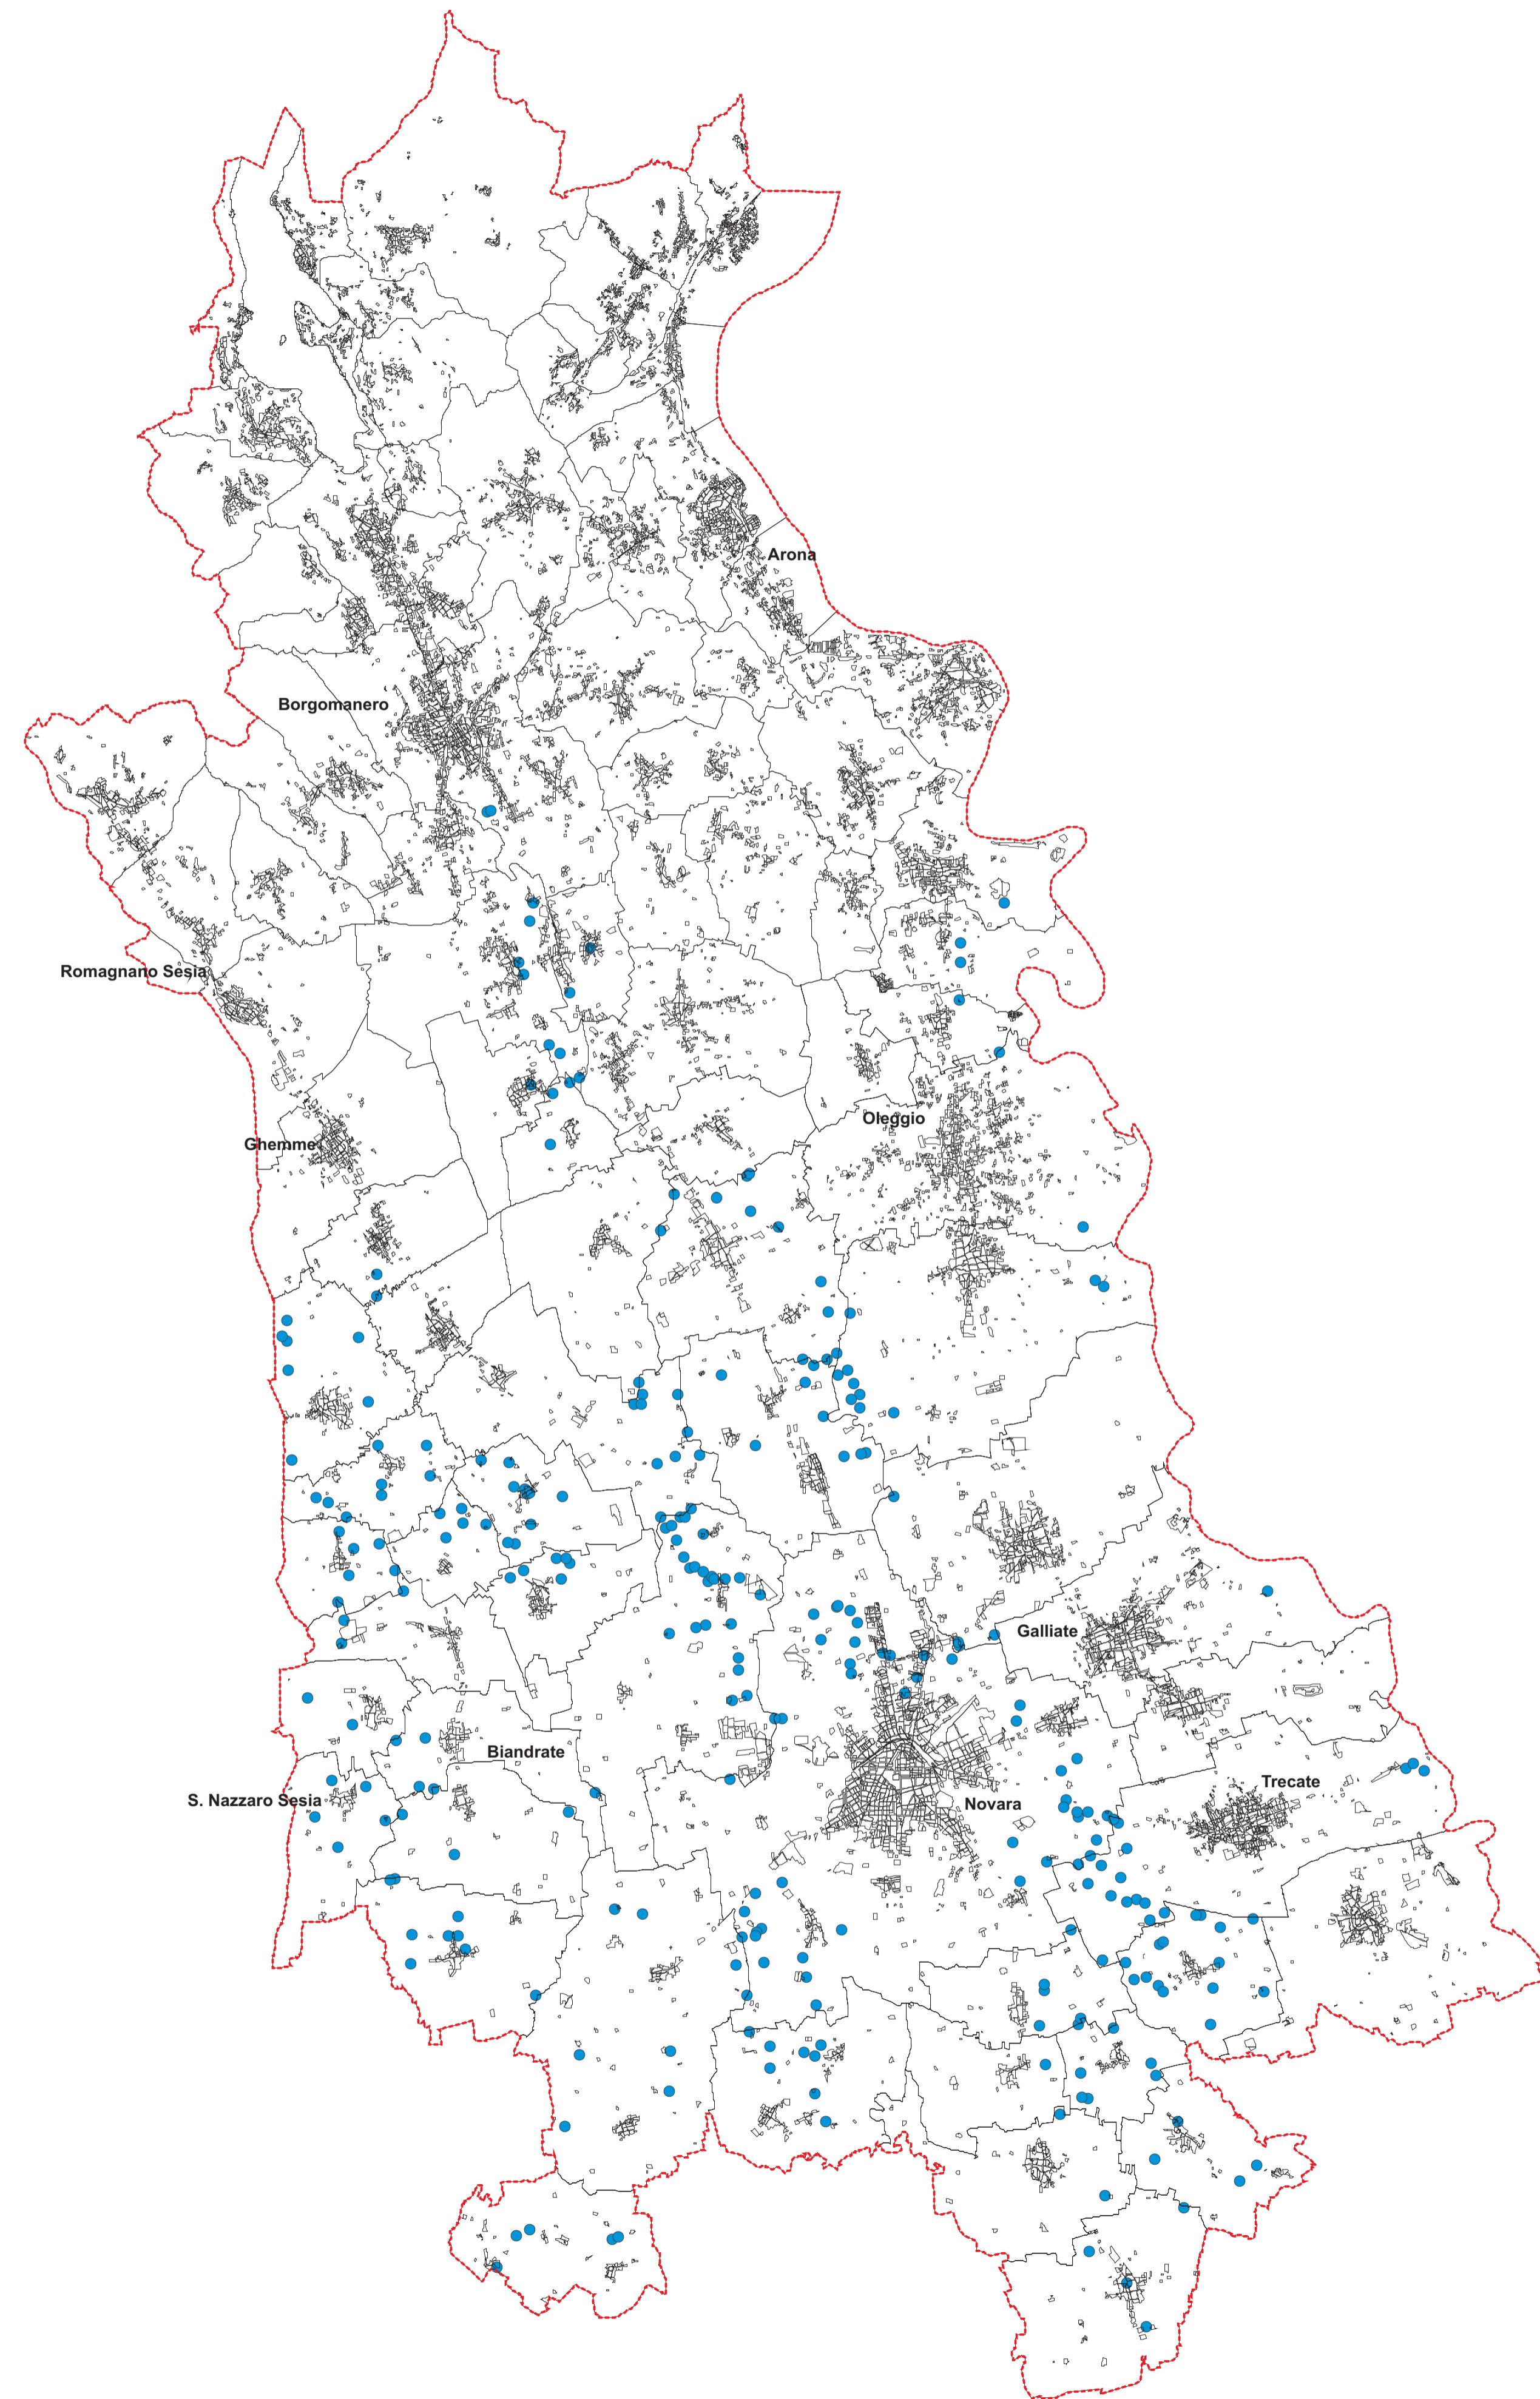 Arona
Borgomanero
Romagnano Sesia
Oleggio
Ghemme
Galliate
Biandrate
Trecate
S. Nazzaro Sesia
Novara